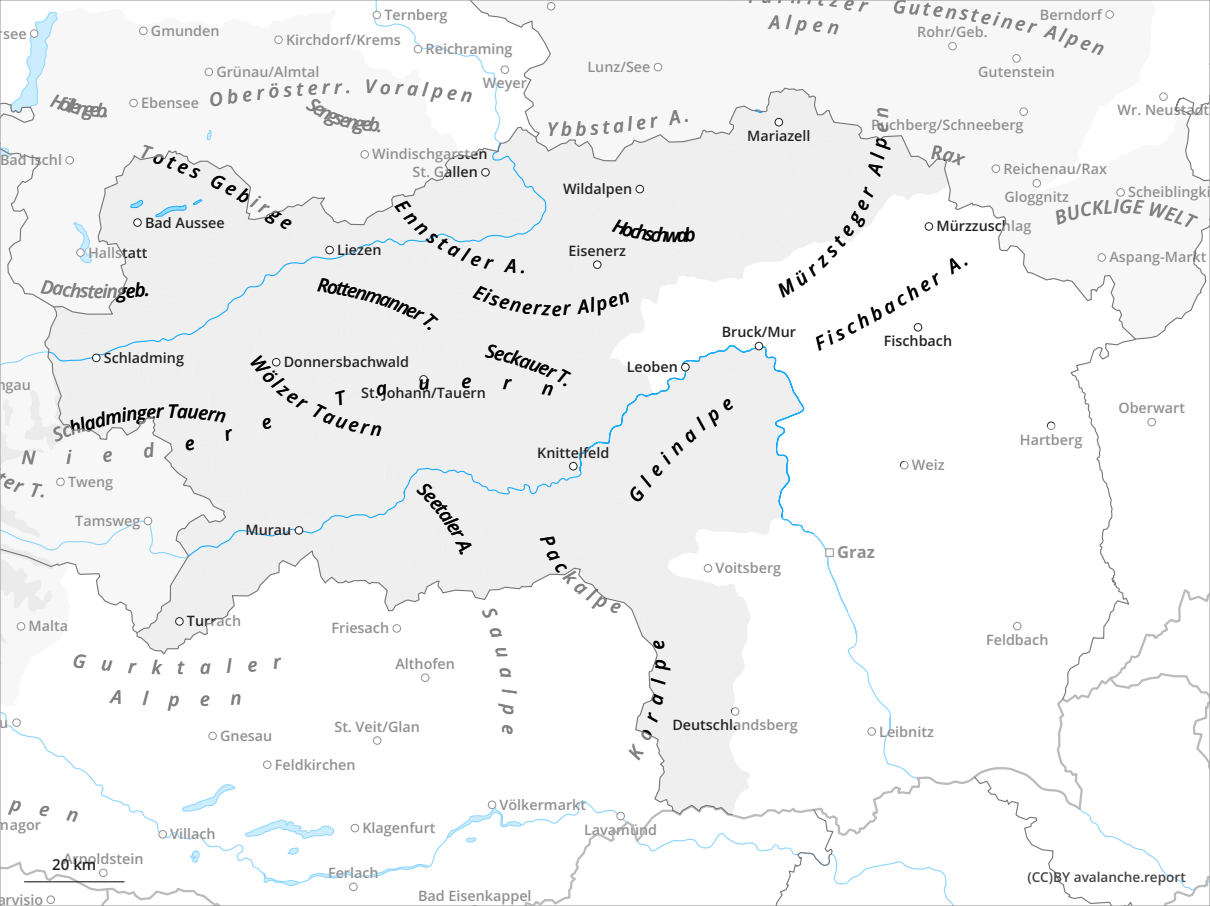 Ternberg
Gmunden
Kirchdorf/Krems
Reichraming
Weyer
Grünau/Almtal
Oberösterr. Voralpen
Ebensee
Höllengeb.
Sengsengeb.
Windischgarsten
St. Gallen
Bad Ischl
Lunz/See
Ybbstaler A.
Alpen
Gutensteiner Alpen
Berndorf
Rohr/Geb.
Gutenstein
Wr. Neustadt
Puchberg/Schneeberg
Mariazell
Rax
Reichenau/Rax
Gloggnitz
BUCKLIGE WELT
Aspang-Markt
Mürzzuschlag
Mürzsteger Alpen
Fischbacher A.
Fischbach
Totes Gebirge
Bad Aussee
Hallstatt
Dachsteingeb.
Liezen
Ennstaler A.
Wildalpen
Hochschwab
Eisenerz
Eisenerzer Alpen
Rottenmanner T.
Schladming
Donnersbachwald
Wölzer Tauern
Seckauer T.
St. Johann/Tauern
Schladminger Tauern
Niedere Tauern
Leoben
Bruck/Mur
Gleinalpe
Knittelfeld
Oberwart
Hartberg
Weiz
ter T.
Tweng
Tamsweg
Murau
Seetaler A.
Packalpe
Voitsberg
Graz
Turrach
Malta
Friesach
Gurktaler
Alpen
Althofen
Saualpe
Koralpe
Feldbach
Deutschlandsberg
Leibnitz
St. Veit/Glan
Gnesau
Feldkirchen
Völkermarkt
Villach
Klagenfurt
Lavamünd
Arnoldstein
Ferlach
Bad Eisenkappel
20 km
(CC)BY avalanche.report